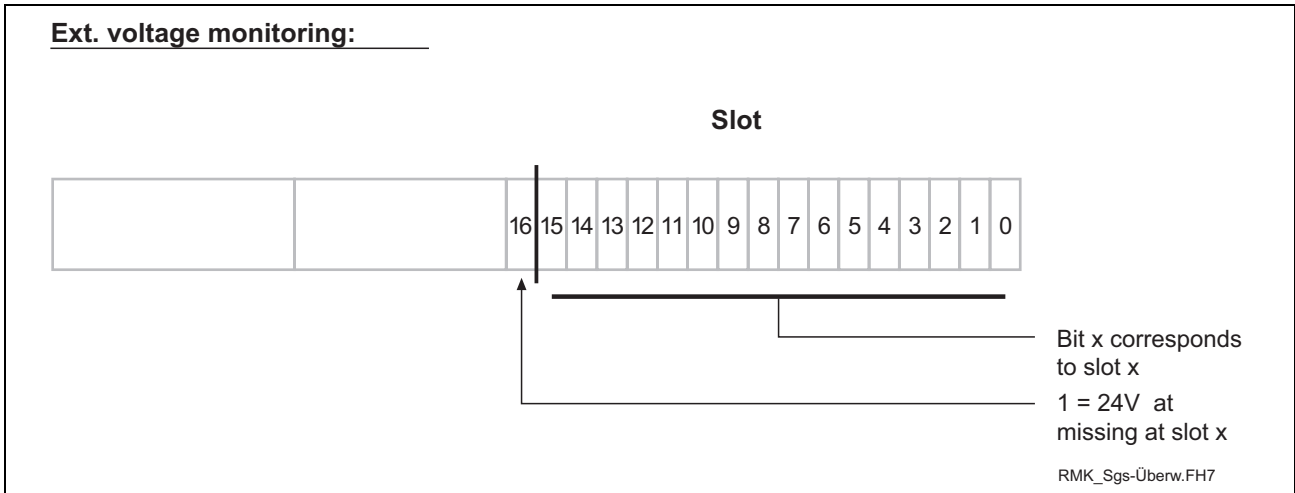 Ext. voltage monitoring:
Slot
16 15 14 13 12 11 10 9 8 7 6 5 4 3 2 1 0
Bit x corresponds
to slot x
1 = 24V at
missing at slot x
RMK_Sgs-Überw.FH7